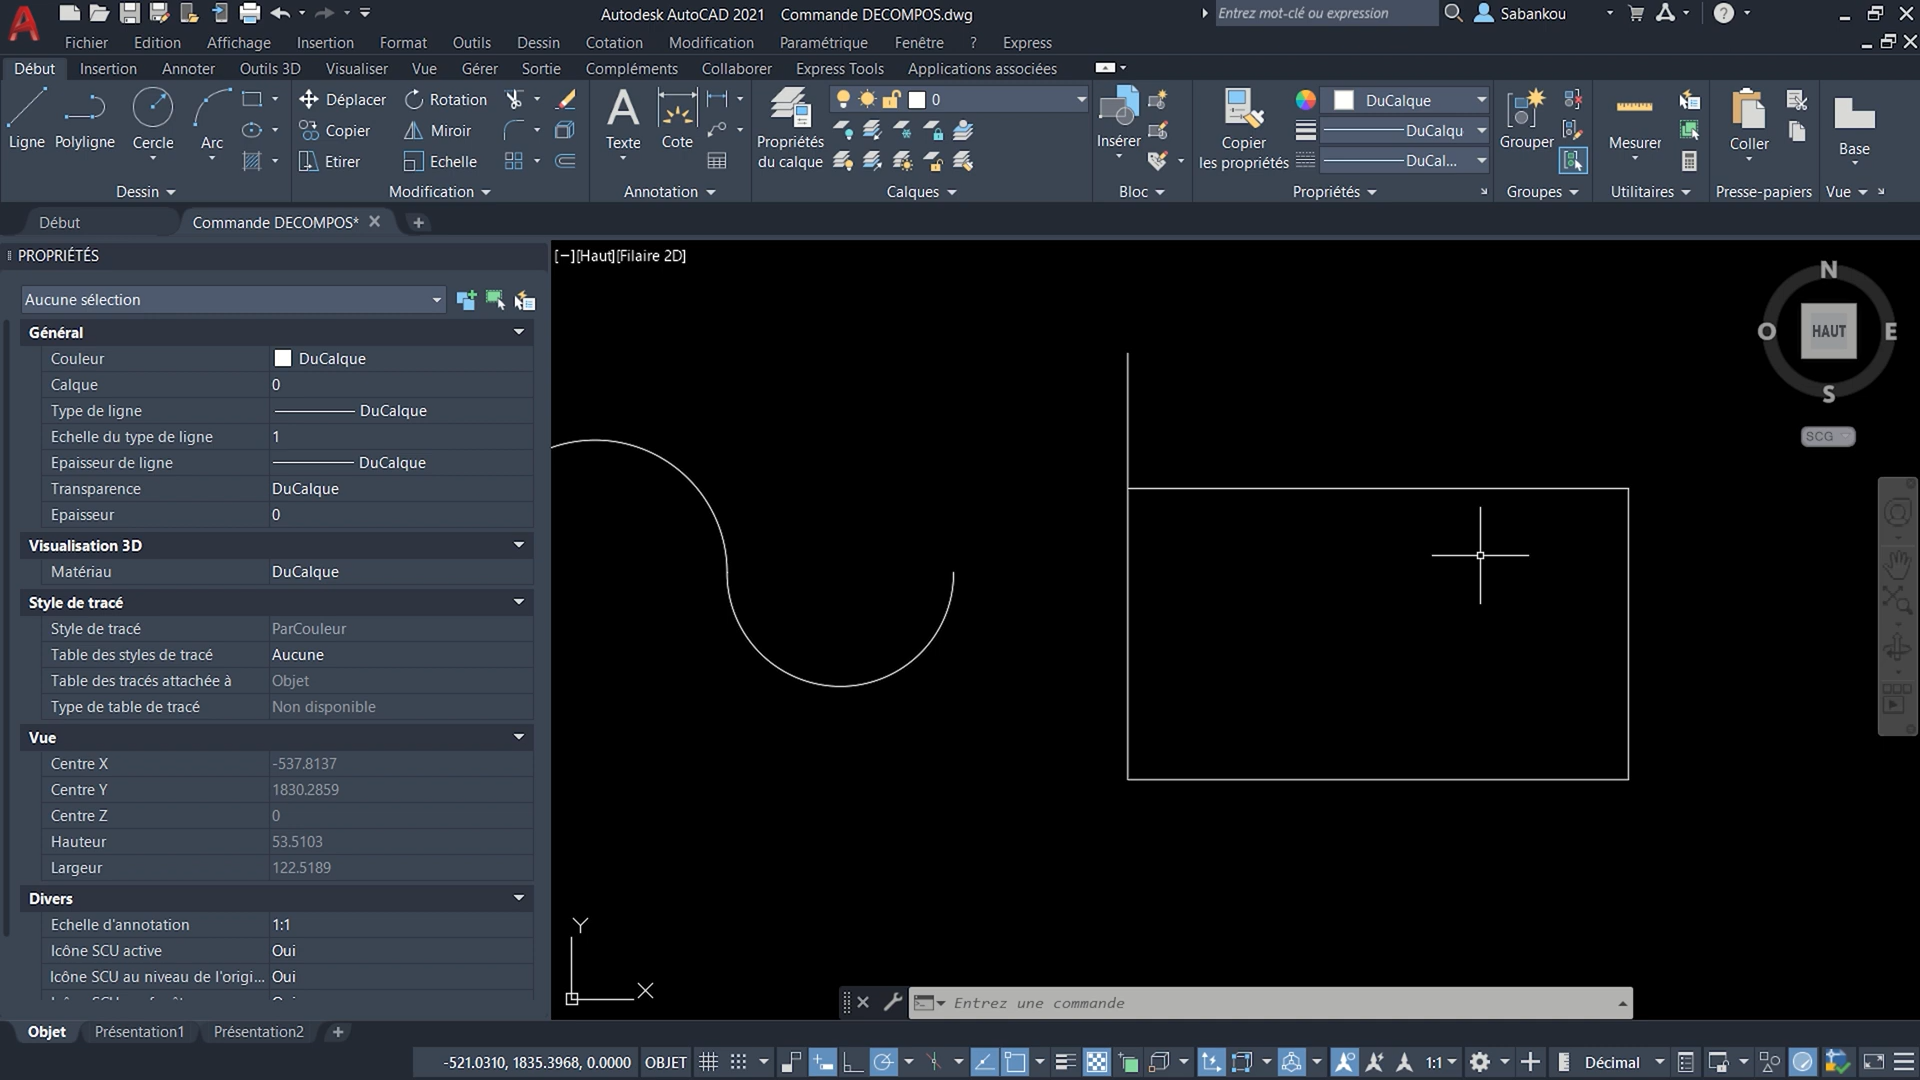 Autodesk AutoCAD 2021 Commande DECOMPOS.dwg
Entrez mot-clé ou expression
Sabankou
Fichier Edition Affichage Insertion Format Outils Dessin Cotation Modification Paramétrique Fenêtre ? Express
Début Insertion Annoter Outils 3D Visualiser Vue Gérer Sortie Compléments Collaborer Express Tools Applications associées
Déplacer Rotation
0
DuCalque
Copier Miroir
DuCalqu
Ligne Polyligne Cercle Arc
Texte Cote
Propriétés du calque
Insérer
Copier les propriétés
Grouper
Mesurer
Coller
Base
Etirer Echelle
DuCal...
Dessin Modification Annotation Calques Bloc Propriétés Groupes Utilitaires Presse-papiers Vue
Début Commande DECOMPOS*
PROPRIÉTÉS
Aucune sélection
Général
Couleur DuCalque
Calque 0
Type de ligne DuCalque
Echelle du type de ligne 1
Epaisseur de ligne DuCalque
Transparence DuCalque
Epaisseur 0
Visualisation 3D
Matériau DuCalque
Style de tracé
Style de tracé ParCouleur
Table des styles de tracé Aucune
Table des tracés attachée à Objet
Type de table de tracé Non disponible
Vue
Centre X -537.8137
Centre Y 1830.2859
Centre Z 0
Hauteur 53.5103
Largeur 122.5189
Divers
Echelle d'annotation 1:1
Icône SCU active Oui
Icône SCU au niveau de l'origi... Oui
[−][Haut][Filaire 2D]
N
O HAUT E
S
SCG
Y
X
Entrez une commande
Objet Présentation1 Présentation2
-521.0310, 1835.3968, 0.0000 OBJET
1:1
Décimal